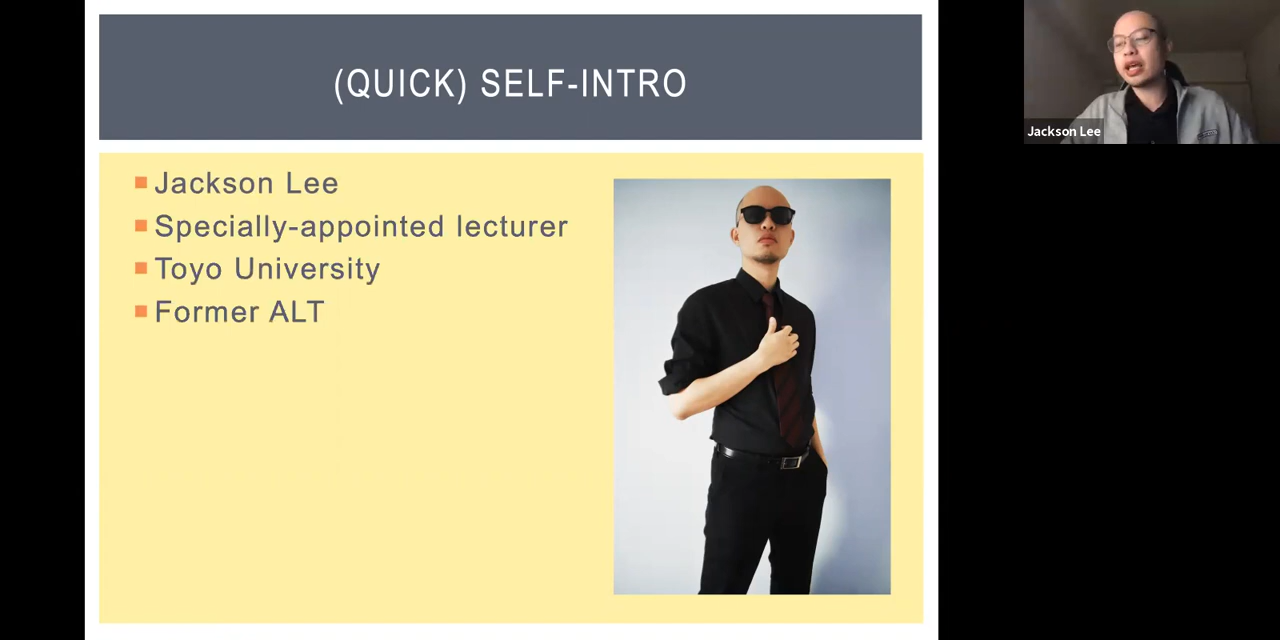 (QUICK) SELF-INTRO
Jackson Lee
Specially-appointed lecturer
Toyo University
Former ALT
Jackson Lee